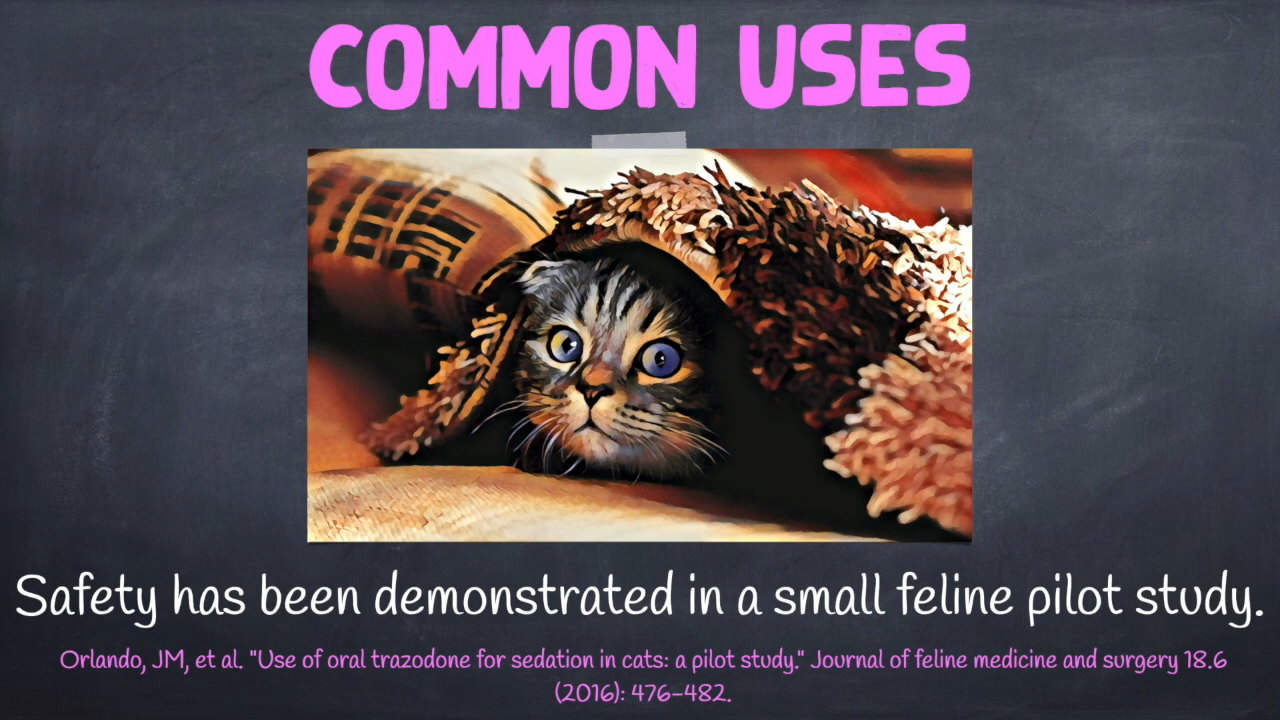 COMMON USES
Safety has been demonstrated in a small feline pilot study.
Orlando, JM, et al. "Use of oral trazodone for sedation in cats: a pilot study." Journal of feline medicine and surgery 18.6
(2016): 476-482.